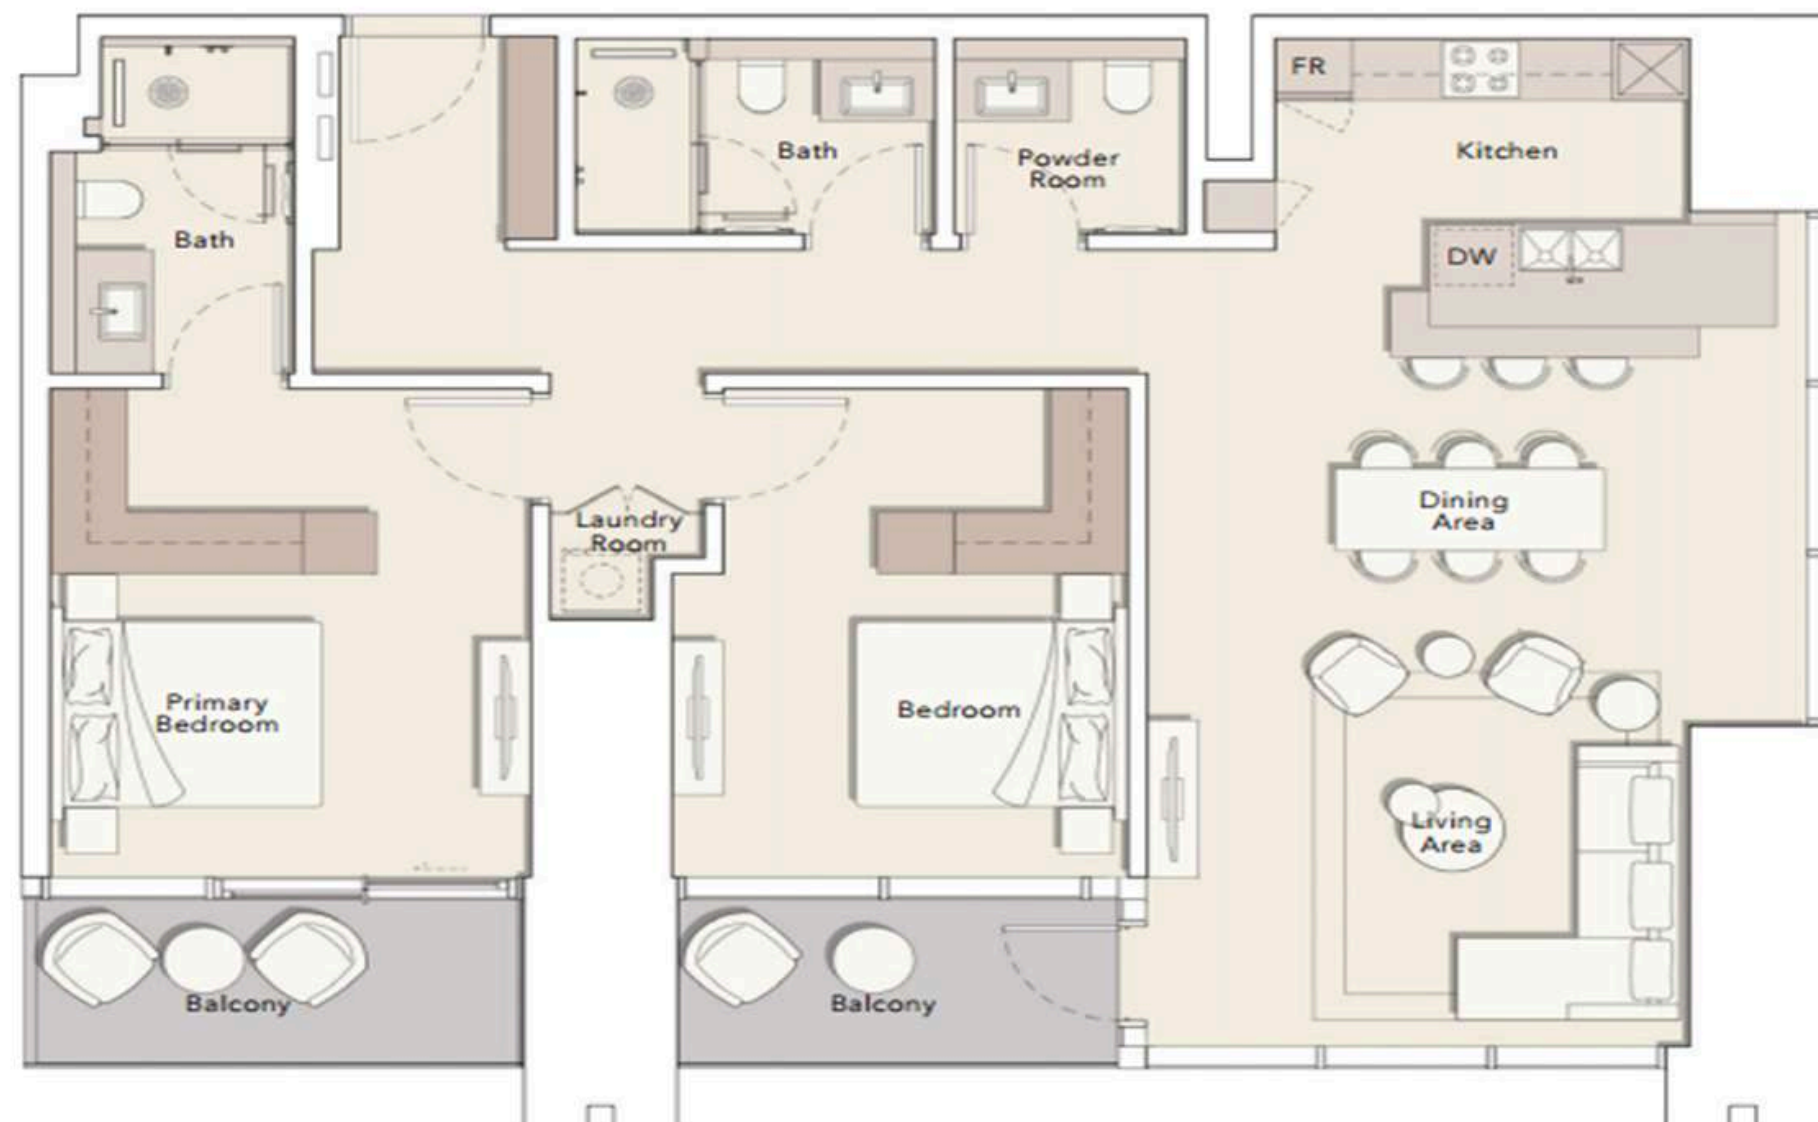 FR
Kitchen
Bath
Powder
Room
Bath
DW
Dining
Area
Laundry
Room
Primary
Bedroom
Bedroom
Living
Area
Balcony
Balcony